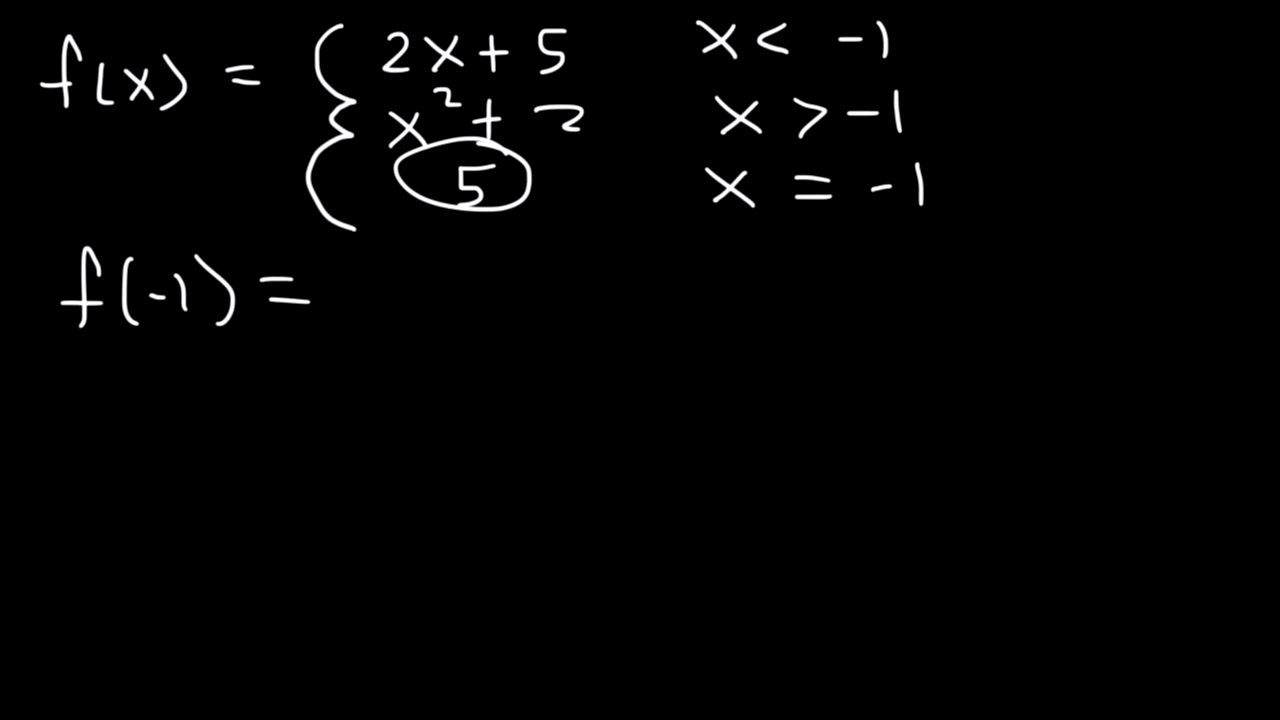 f(x) = { 2x + 5 x < -1
x² + 2 x > -1
5 x = -1
f(-1) =